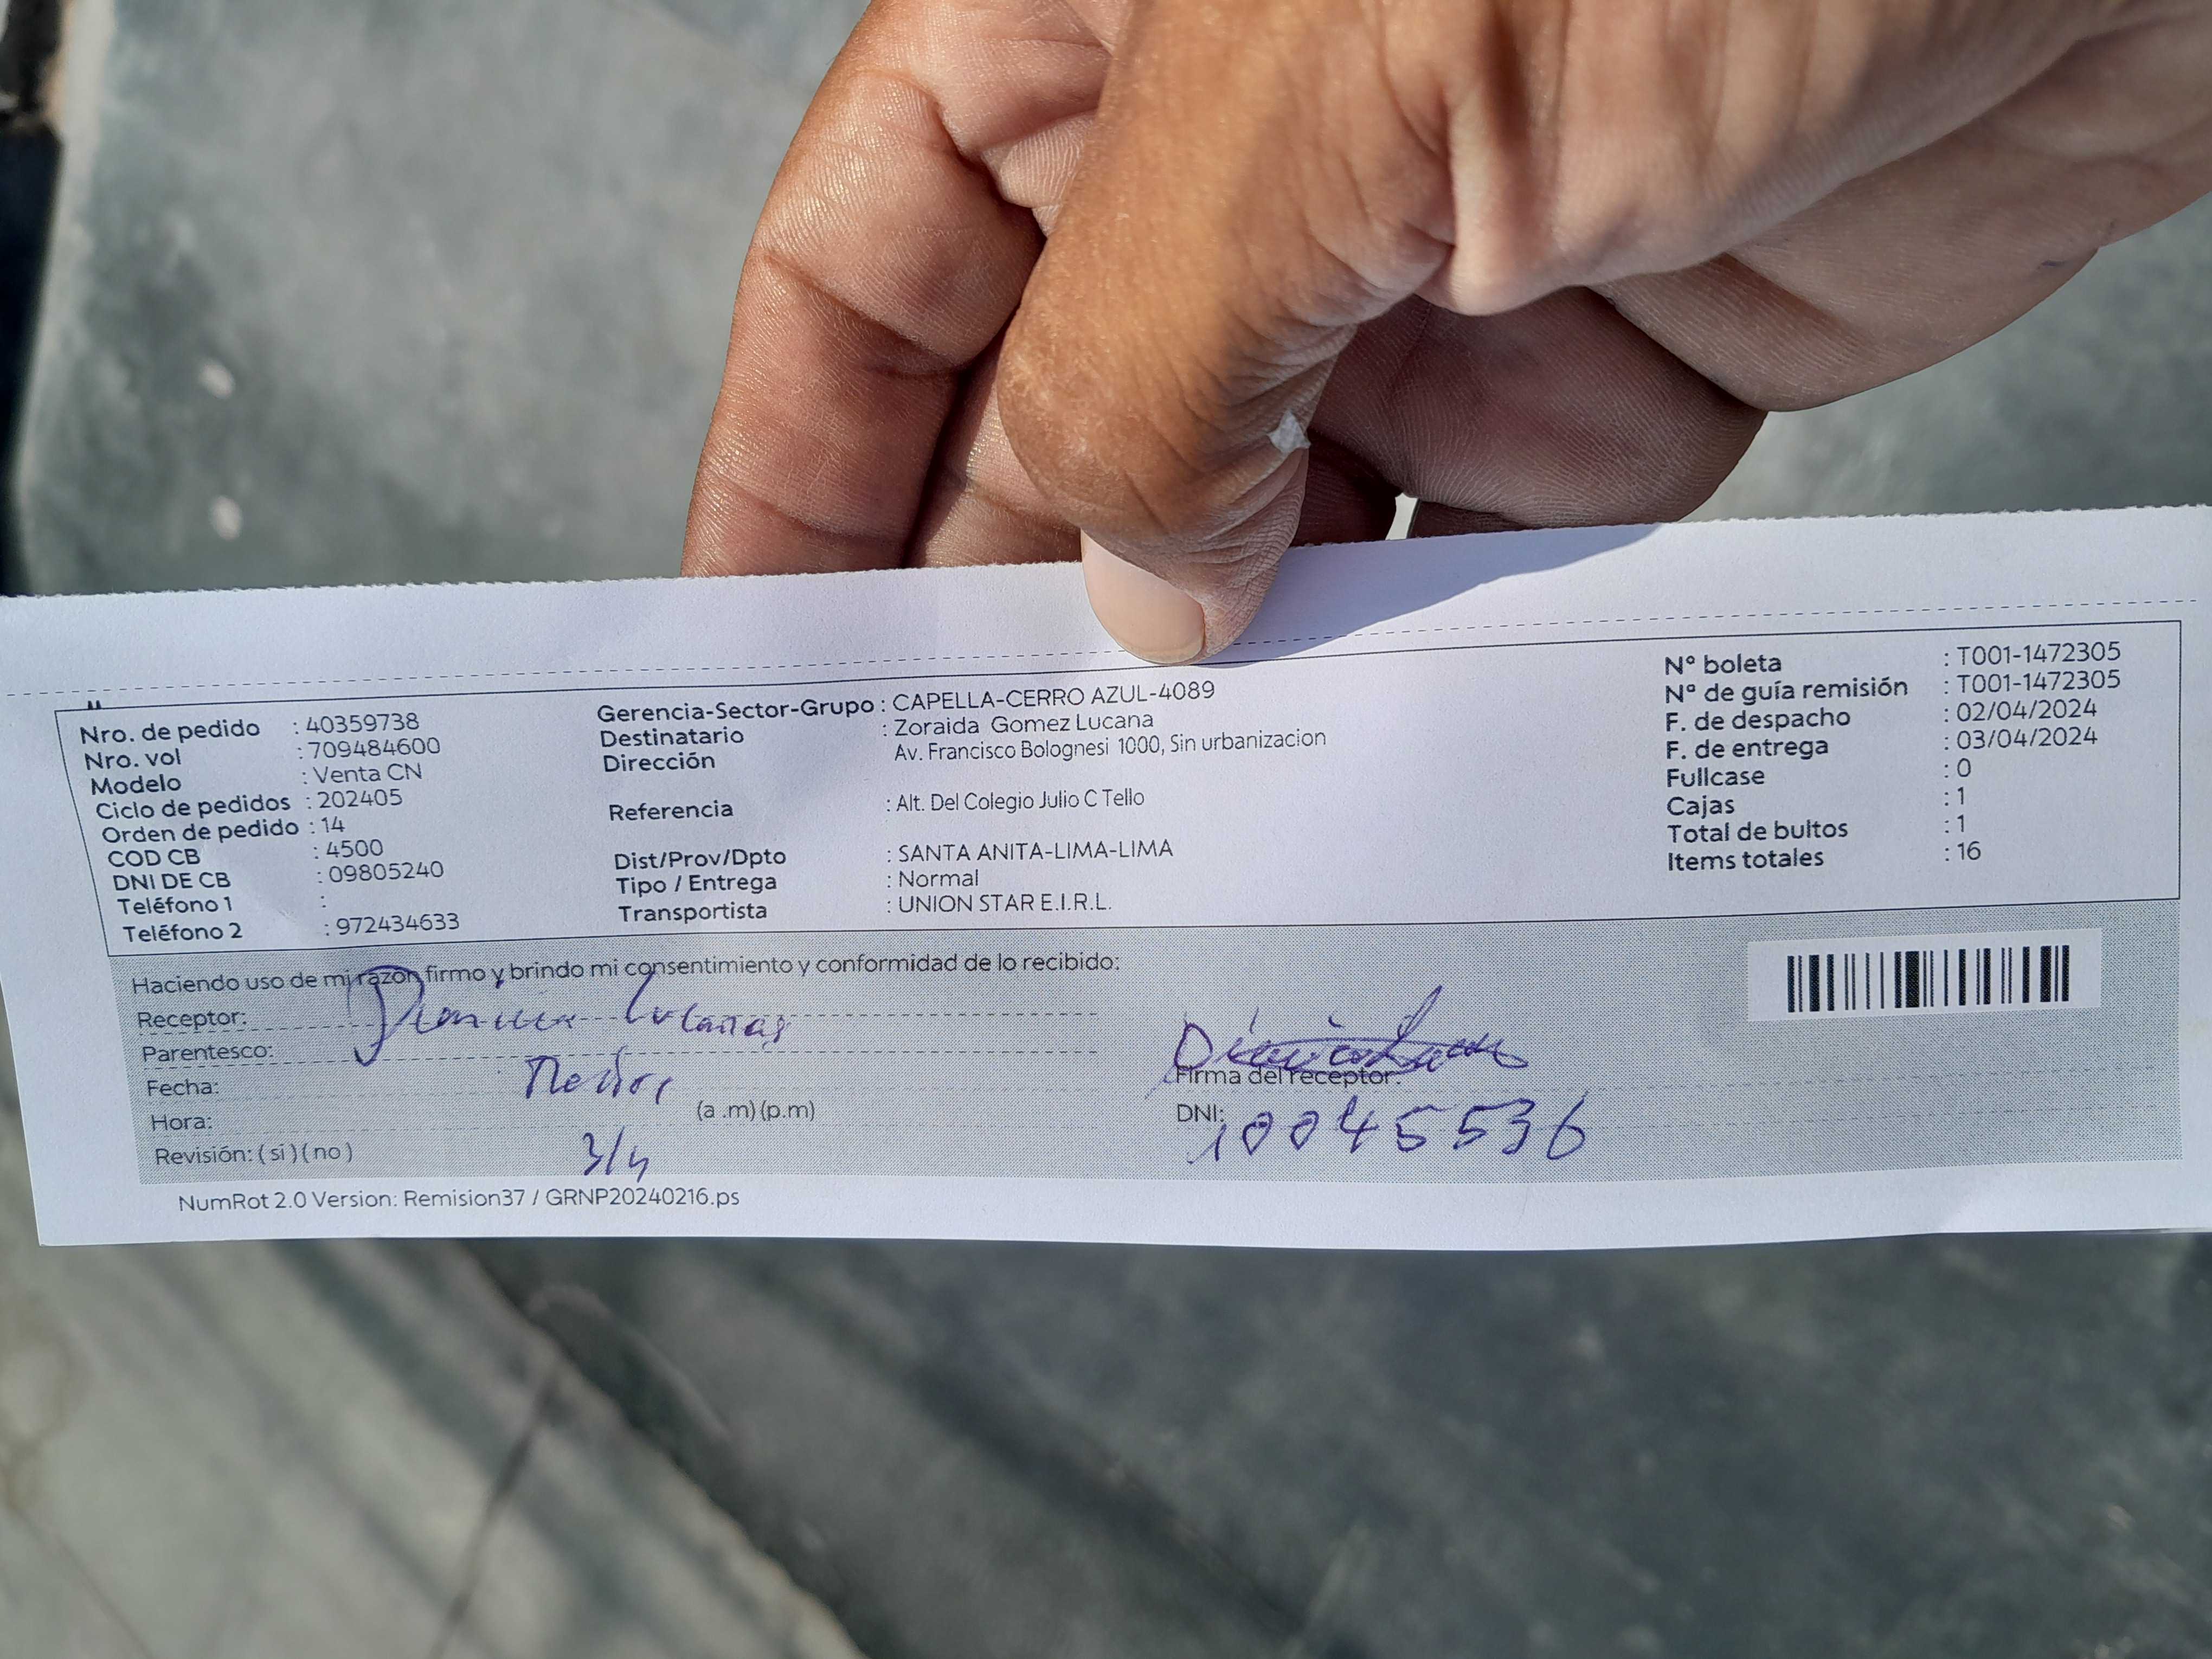 Nro. de pedido : 40359738
Nro. vol : 709484600
Modelo : Venta CN
Ciclo de pedidos : 202405
Orden de pedido : 14
COD CB : 4500
DNI DE CB : 09805240
Teléfono 1 :
Teléfono 2 : 972434633
Gerencia-Sector-Grupo : CAPELLA-CERRO AZUL-4089
Destinatario : Zoraida Gomez Lucana
Dirección Av. Francisco Bolognesi 1000, Sin urbanizacion
Referencia : Alt. Del Colegio Julio C Tello
Dist/Prov/Dpto : SANTA ANITA-LIMA-LIMA
Tipo / Entrega : Normal
Transportista : UNION STAR E.I.R.L.
N° boleta : T001-1472305
N° de guía remisión : T001-1472305
F. de despacho : 02/04/2024
F. de entrega : 03/04/2024
Fullcase : 0
Cajas : 1
Total de bultos : 1
Items totales : 16
Haciendo uso de mi razón firmo y brindo mi consentimiento y conformidad de lo recibido:
Receptor:
Parentesco:
Fecha:
Hora: (a .m) (p.m)
Revisión: ( si ) ( no )
3/4
Firma del receptor:
DNI: 10045536
NumRot 2.0 Version: Remision37 / GRNP20240216.ps